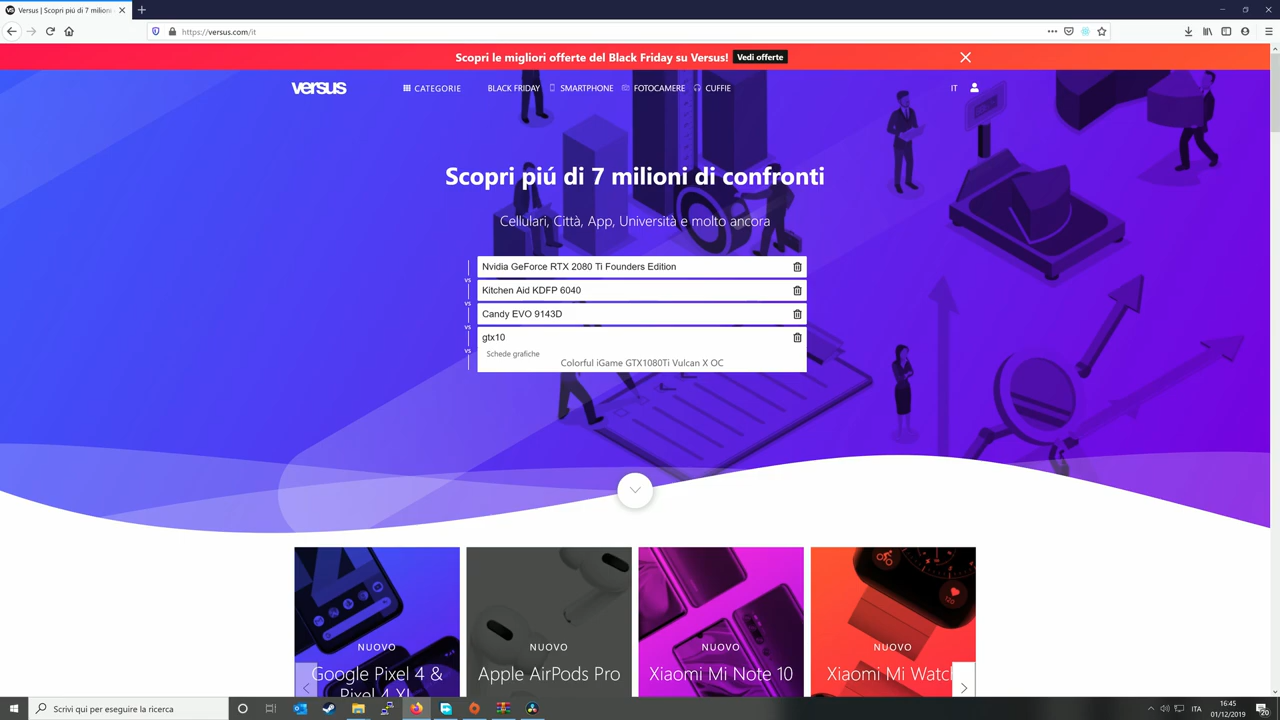 Versus | Scopri più di 7 milioni
https://versus.com/it
Scopri le migliori offerte del Black Friday su Versus! Vedi offerte
versus CATEGORIE BLACK FRIDAY SMARTPHONE FOTOCAMERE CUFFIE IT
Scopri piú di 7 milioni di confronti
Cellulari, Città, App, Università e molto ancora
Nvidia GeForce RTX 2080 Ti Founders Edition
vs
Kitchen Aid KDFP 6040
vs
Candy EVO 9143D
vs
gtx10
vs
Schede grafiche
Colorful iGame GTX1080Ti Vulcan X OC
NUOVO
Google Pixel 4 &
Pixel 4 XL
NUOVO
Apple AirPods Pro
NUOVO
Xiaomi Mi Note 10
NUOVO
Xiaomi Mi Watch
Scrivi qui per eseguire la ricerca
ITA
16:45
01/12/2019
20